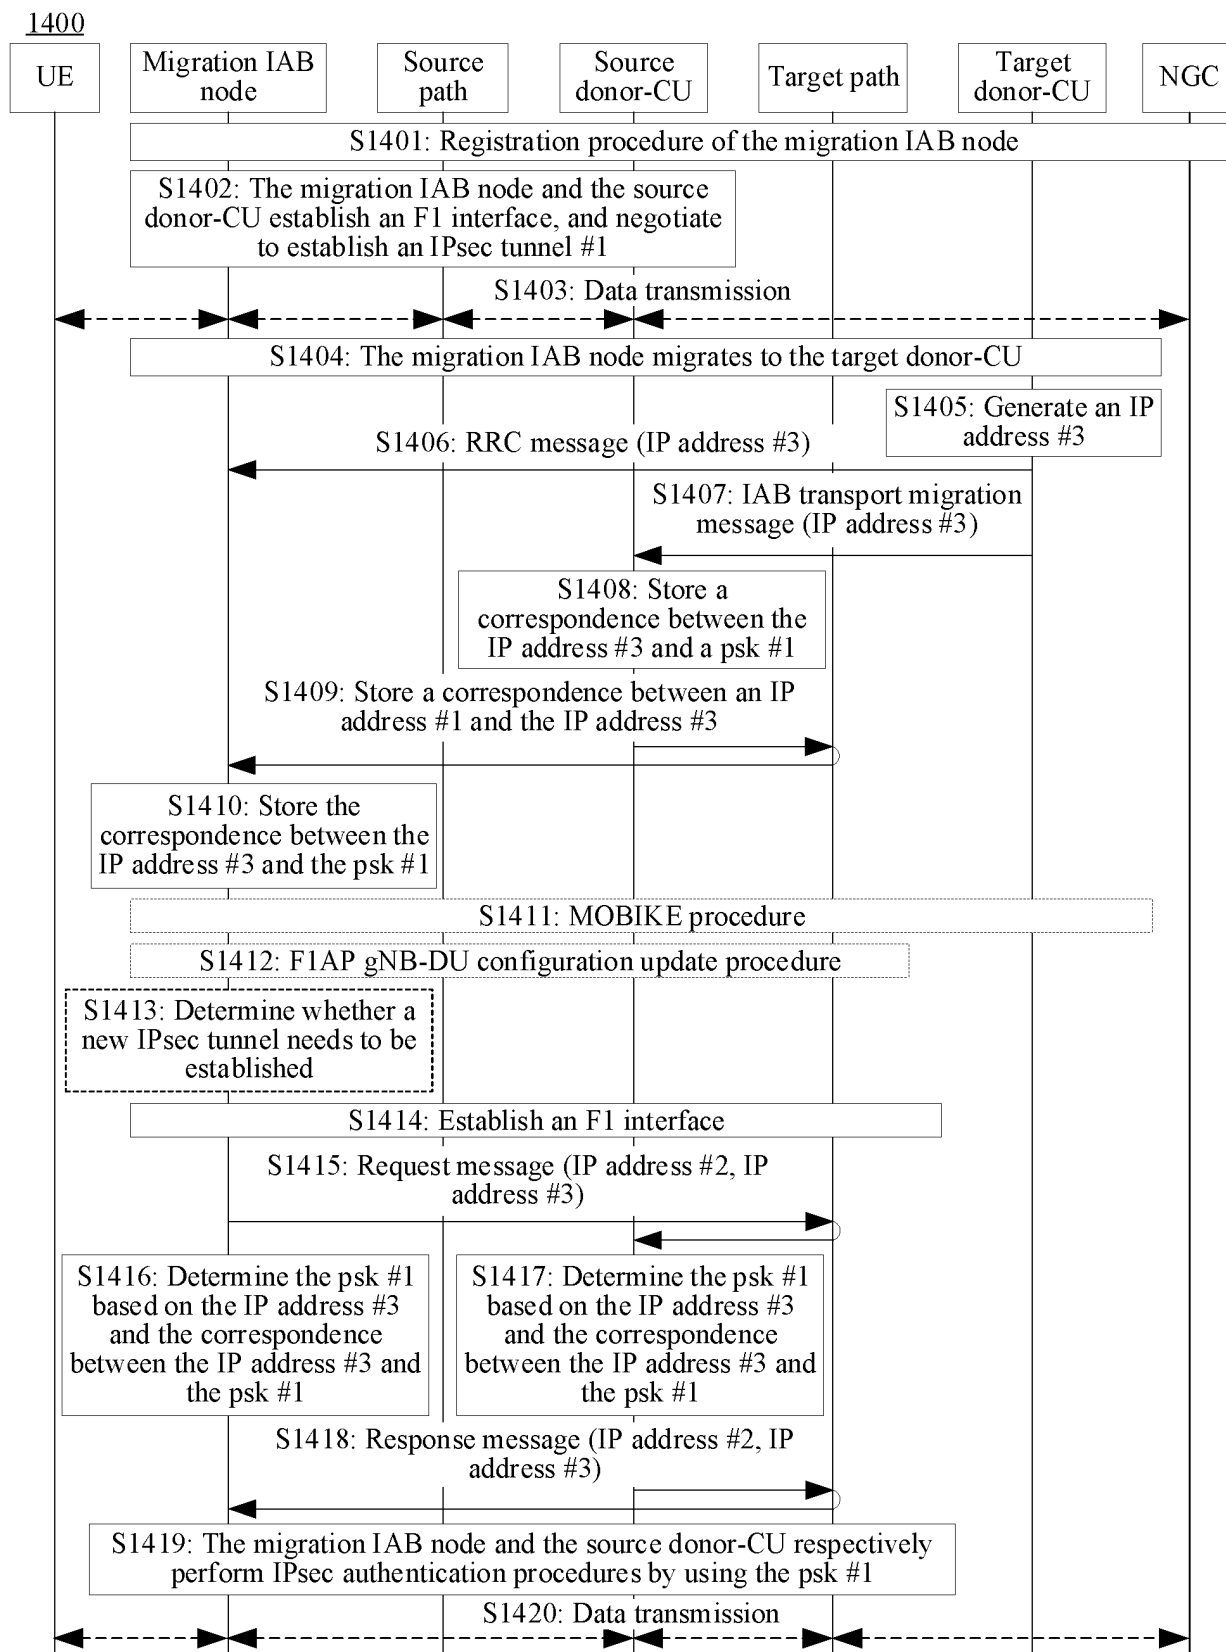 1400
UE
Migration IAB
node
Source
path
Source
donor-CU
Target path
Target
donor-CU
NGC
S1401: Registration procedure of the migration IAB node
S1402: The migration IAB node and the source
donor-CU establish an F1 interface, and negotiate
to establish an IPsec tunnel #1
S1403: Data transmission
S1404: The migration IAB node migrates to the target donor-CU
S1405: Generate an IP
address #3
S1406: RRC message (IP address #3)
S1407: IAB transport migration
message (IP address #3)
S1408: Store a
correspondence between the
IP address #3 and a psk #1
S1409: Store a correspondence between an IP
address #1 and the IP address #3
S1410: Store the
correspondence between the
IP address #3 and the psk #1
S1411: MOBIKE procedure
S1412: F1AP gNB-DU configuration update procedure
S1413: Determine whether a
new IPsec tunnel needs to be
established
S1414: Establish an F1 interface
S1415: Request message (IP address #2, IP
address #3)
S1416: Determine the psk #1
based on the IP address #3
and the correspondence
between the IP address #3 and
the psk #1
S1417: Determine the psk #1
based on the IP address #3
and the correspondence
between the IP address #3 and
the psk #1
S1418: Response message (IP address #2, IP
address #3)
S1419: The migration IAB node and the source donor-CU respectively
perform IPsec authentication procedures by using the psk #1
S1420: Data transmission